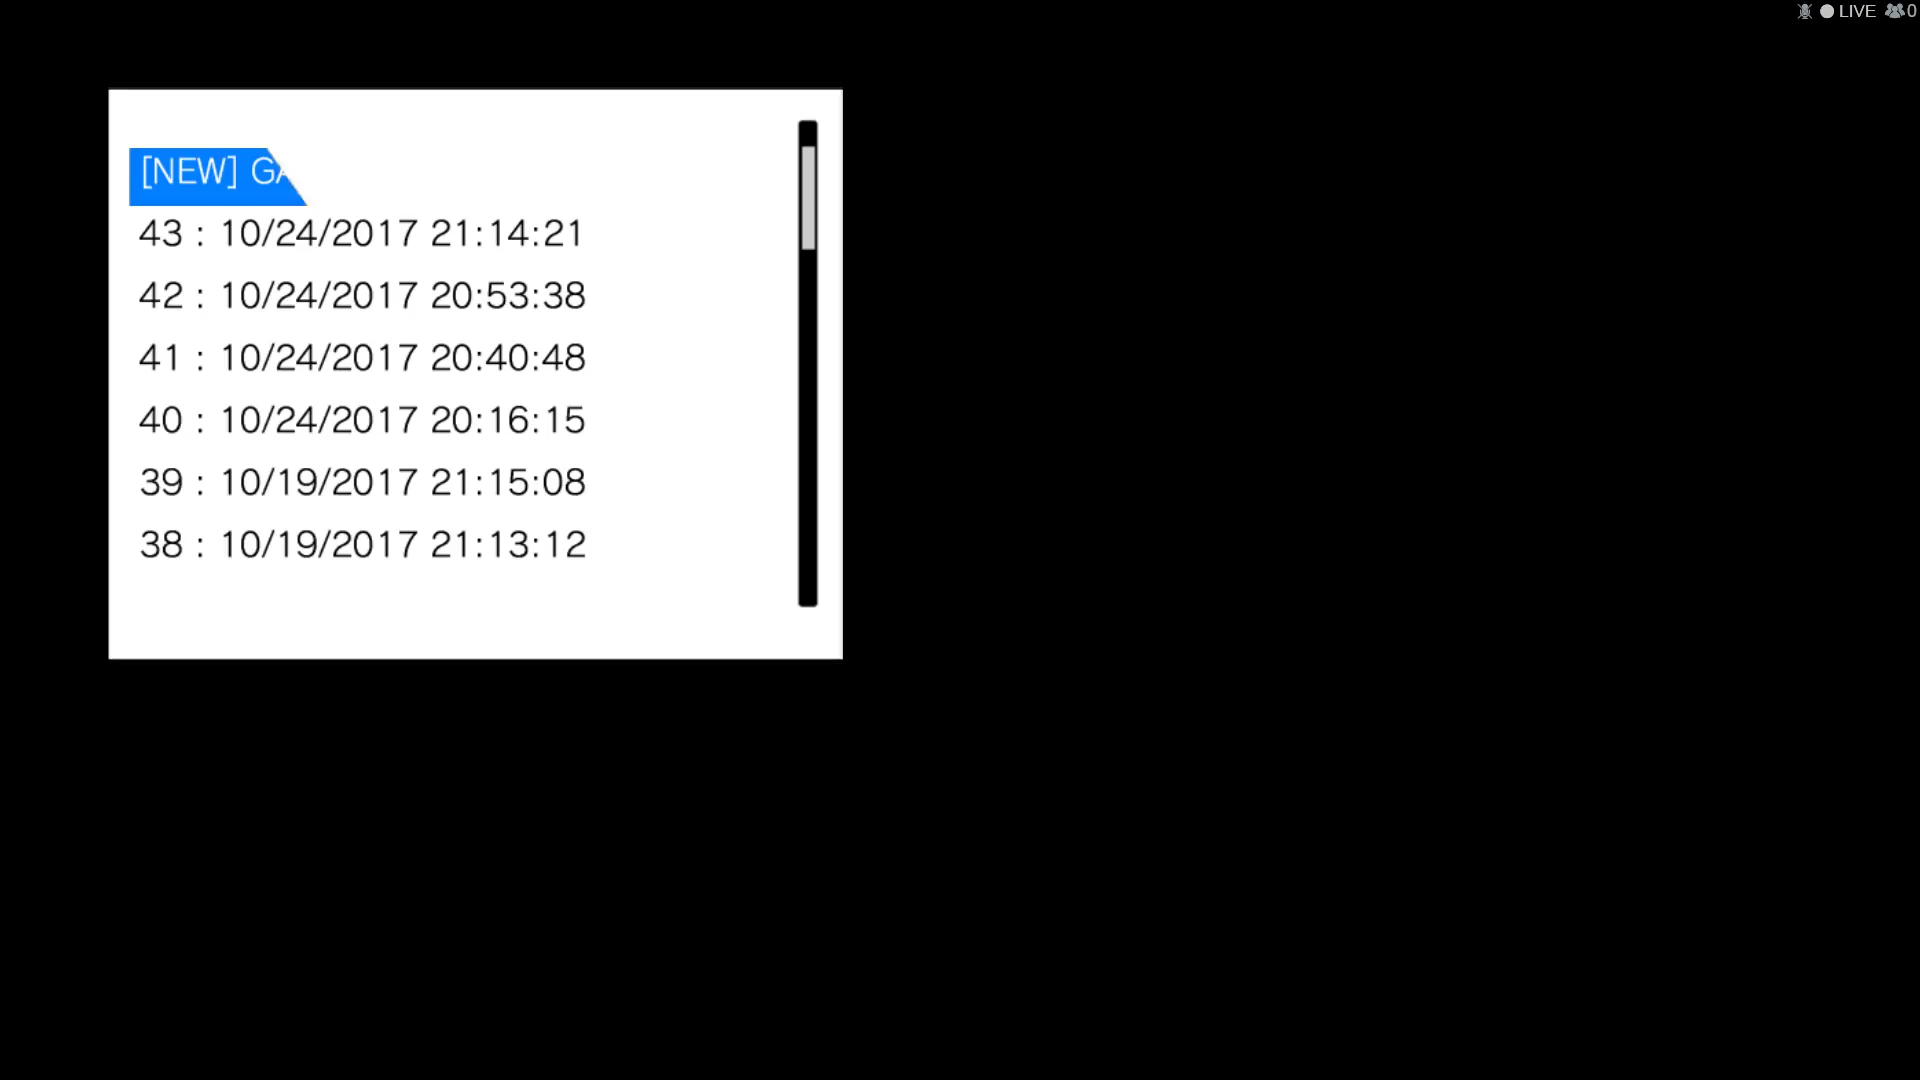 LIVE 0
[NEW] GA
43 : 10/24/2017 21:14:21
42 : 10/24/2017 20:53:38
41 : 10/24/2017 20:40:48
40 : 10/24/2017 20:16:15
39 : 10/19/2017 21:15:08
38 : 10/19/2017 21:13:12